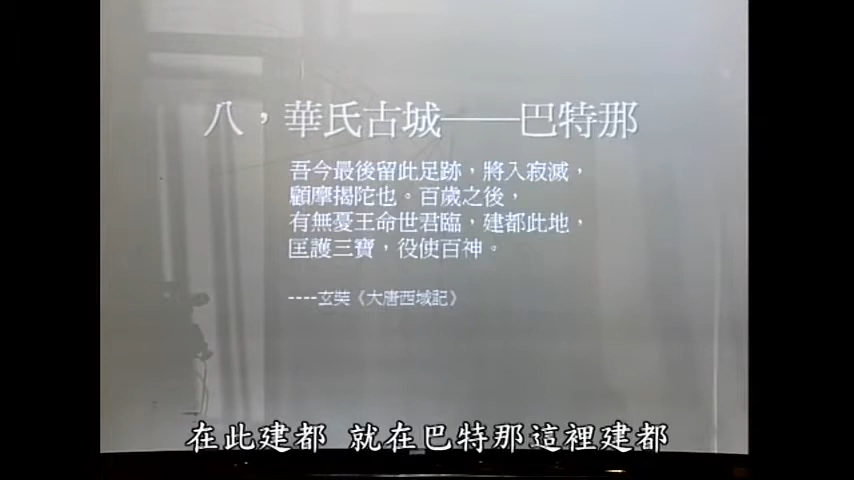 八，華氏古城——巴特那
吾今最後留此足跡，將入寂滅，
顧摩揭陀也。百歲之後，
有無憂王命世君臨，建都此地，
匡護三寶，役使百神。
----玄奘《大唐西域記》
在此建都 就在巴特那這裡建都